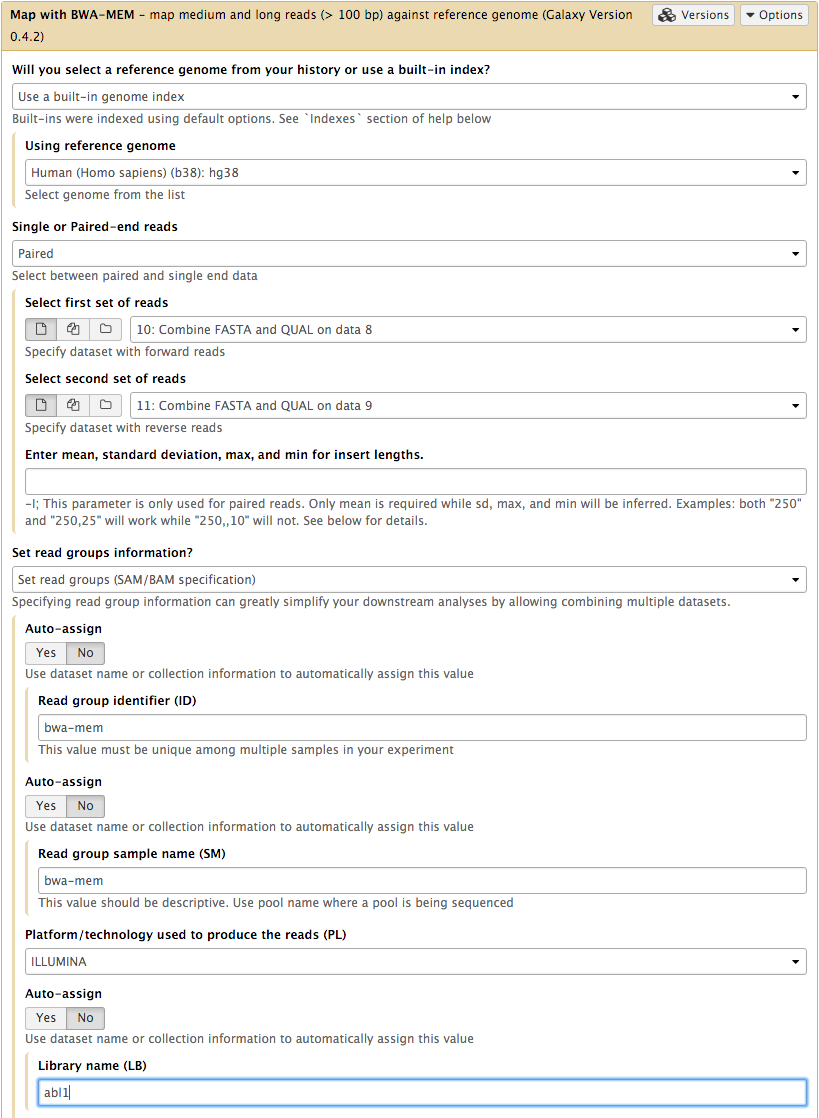 Map with BWA-MEM – map medium and long reads (> 100 bp) against reference genome (Galaxy Version 0.4.2)
Versions
Options
Will you select a reference genome from your history or use a built-in index?
Use a built-in genome index
Built-ins were indexed using default options. See `Indexes` section of help below
Using reference genome
Human (Homo sapiens) (b38): hg38
Select genome from the list
Single or Paired-end reads
Paired
Select between paired and single end data
Select first set of reads
10: Combine FASTA and QUAL on data 8
Specify dataset with forward reads
Select second set of reads
11: Combine FASTA and QUAL on data 9
Specify dataset with reverse reads
Enter mean, standard deviation, max, and min for insert lengths.
-I; This parameter is only used for paired reads. Only mean is required while sd, max, and min will be inferred. Examples: both "250"
and "250,25" will work while "250,,10" will not. See below for details.
Set read groups information?
Set read groups (SAM/BAM specification)
Specifying read group information can greatly simplify your downstream analyses by allowing combining multiple datasets.
Auto-assign
Yes No
Use dataset name or collection information to automatically assign this value
Read group identifier (ID)
bwa-mem
This value must be unique among multiple samples in your experiment
Auto-assign
Yes No
Use dataset name or collection information to automatically assign this value
Read group sample name (SM)
bwa-mem
This value should be descriptive. Use pool name where a pool is being sequenced
Platform/technology used to produce the reads (PL)
ILLUMINA
Auto-assign
Yes No
Use dataset name or collection information to automatically assign this value
Library name (LB)
abl1